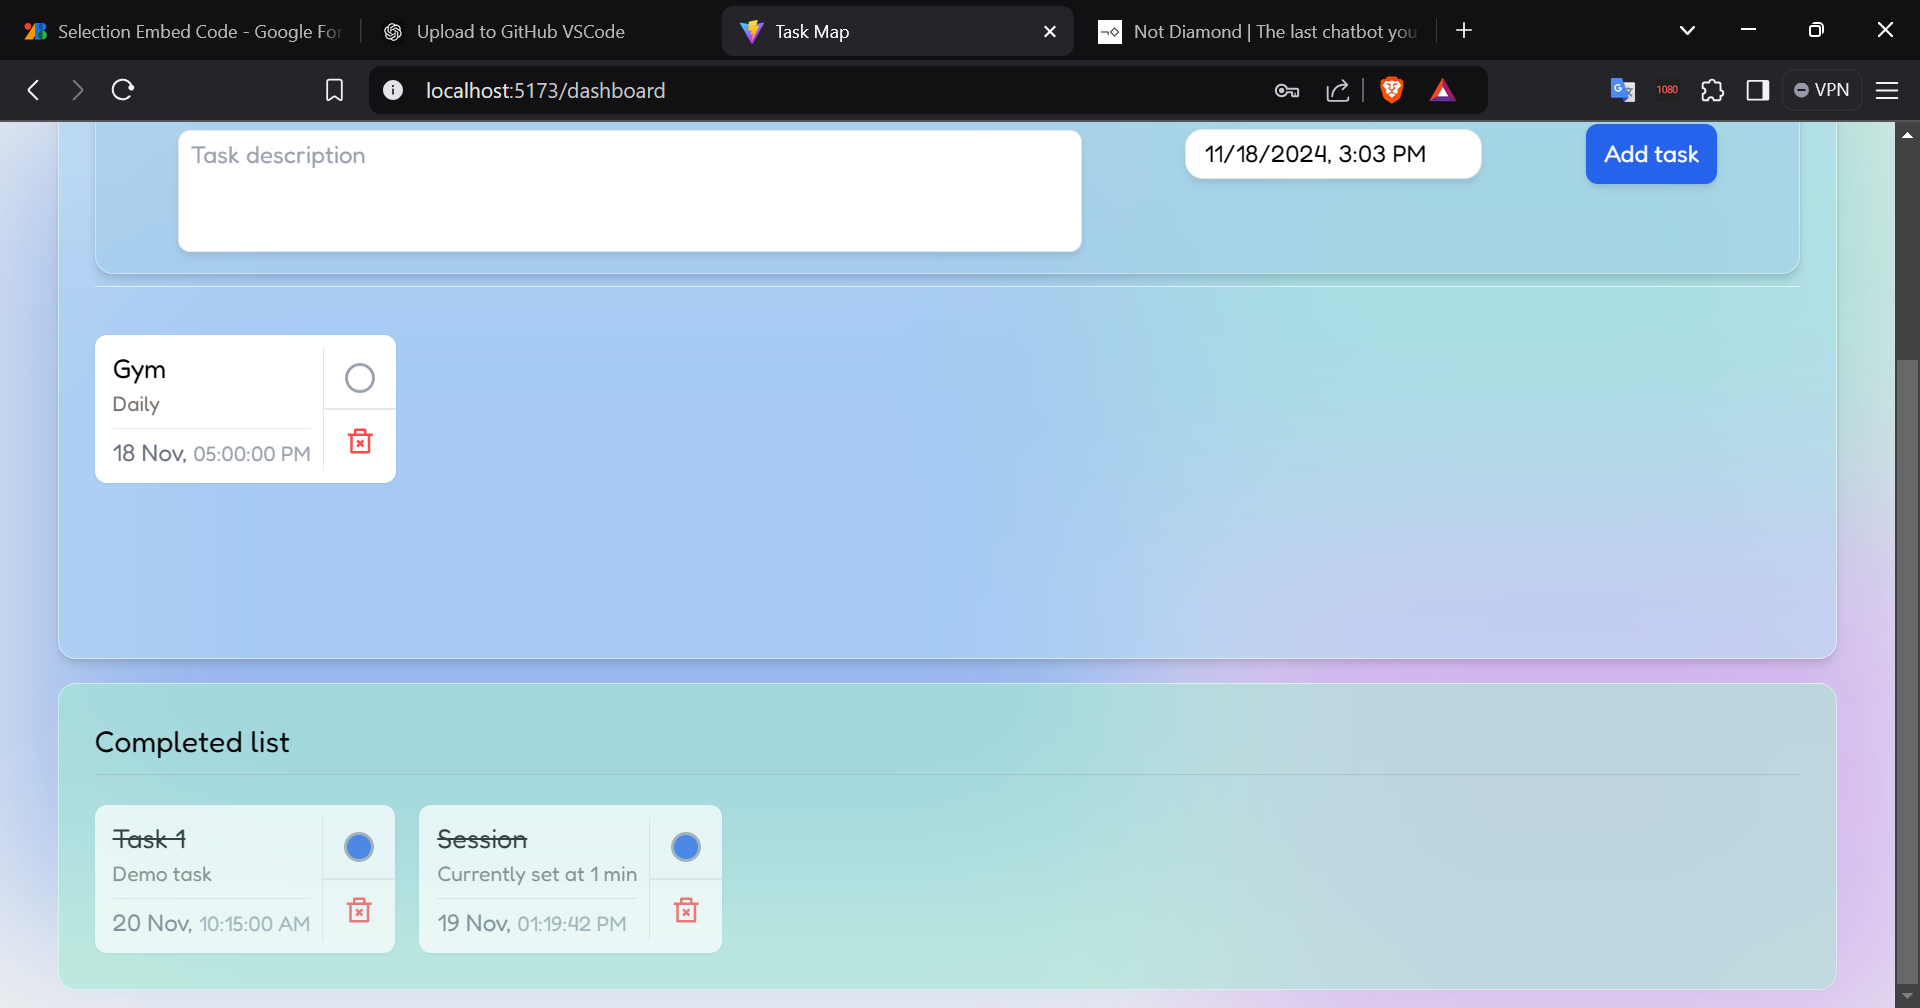 Selection Embed Code - Google For
Upload to GitHub VSCode
Task Map
Not Diamond | The last chatbot you
localhost:5173/dashboard
1080
VPN
Task description
11/18/2024, 3:03 PM
Add task
Gym
Daily
18 Nov, 05:00:00 PM
Completed list
Task 1
Demo task
20 Nov, 10:15:00 AM
Session
Currently set at 1 min
19 Nov, 01:19:42 PM